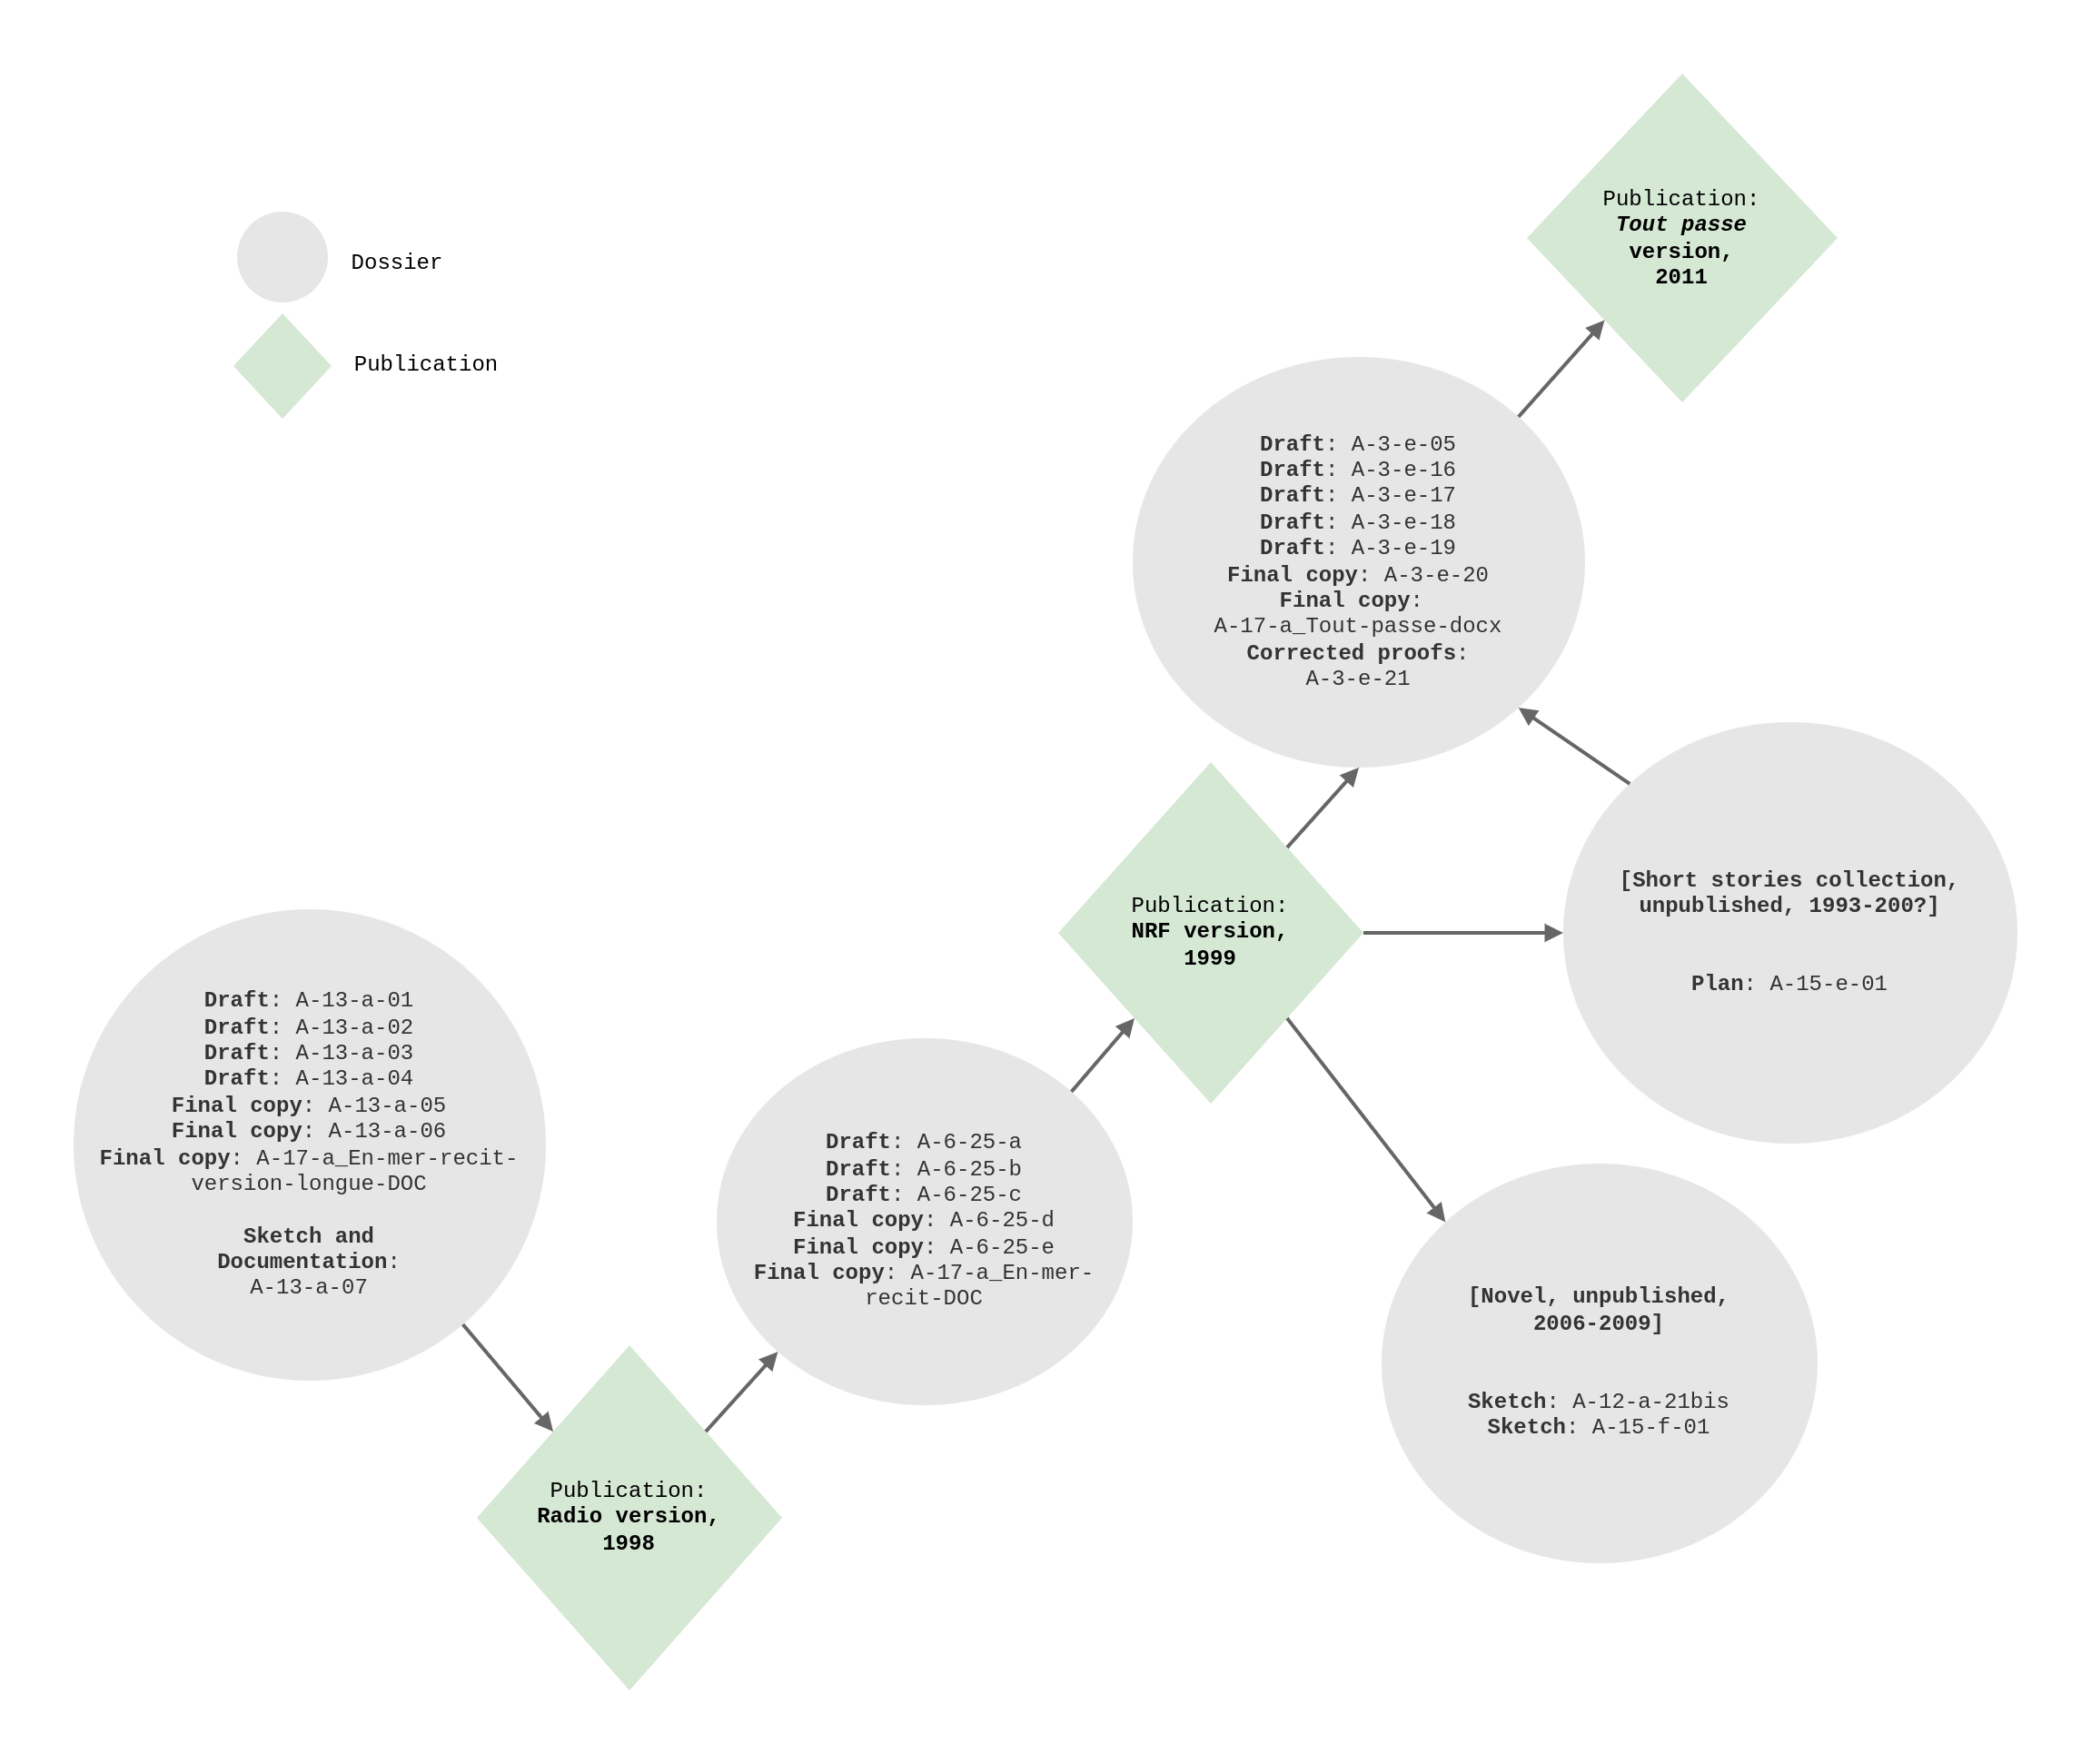 Dossier
Publication
Publication:
Tout passe
version,
2011
Draft: A-3-e-05
Draft: A-3-e-16
Draft: A-3-e-17
Draft: A-3-e-18
Draft: A-3-e-19
Final copy: A-3-e-20
Final copy:
A-17-a_Tout-passe-docx
Corrected proofs:
A-3-e-21
[Short stories collection,
unpublished, 1993-200?]
Plan: A-15-e-01
Publication:
NRF version,
1999
Draft: A-13-a-01
Draft: A-13-a-02
Draft: A-13-a-03
Draft: A-13-a-04
Final copy: A-13-a-05
Final copy: A-13-a-06
Final copy: A-17-a_En-mer-recit-
version-longue-DOC
Sketch and
Documentation:
A-13-a-07
Draft: A-6-25-a
Draft: A-6-25-b
Draft: A-6-25-c
Final copy: A-6-25-d
Final copy: A-6-25-e
Final copy: A-17-a_En-mer-
recit-DOC
[Novel, unpublished,
2006-2009]
Sketch: A-12-a-21bis
Sketch: A-15-f-01
Publication:
Radio version,
1998